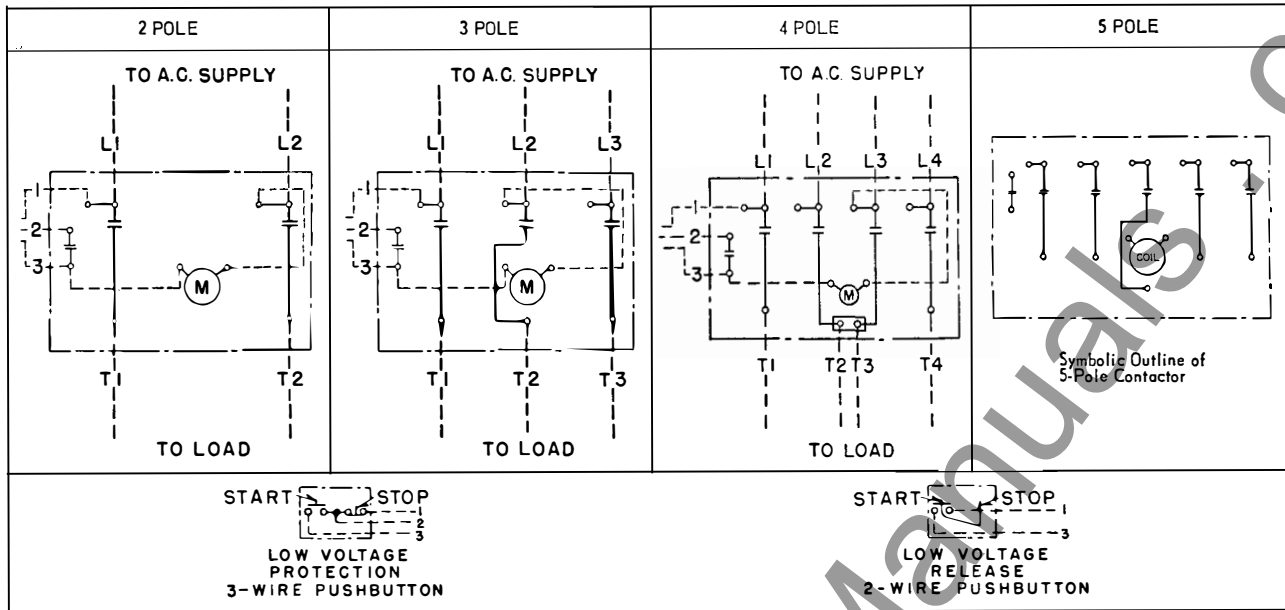 2 POLE
3 POLE
4 POLE
5 POLE
TO A.C. SUPPLY
L1
L2
1
2
3
M
T1
T2
TO LOAD
TO A.C. SUPPLY
L1
L2
L3
1
2
3
M
T1
T2
T3
TO LOAD
TO A.C. SUPPLY
L1
L2
L3
L4
1
2
3
M
T1
T2
T3
T4
TO LOAD
COIL
Symbolic Outline of
5-Pole Contactor
START
STOP
1
2
3
LOW VOLTAGE
PROTECTION
3-WIRE PUSHBUTTON
START
STOP
1
3
LOW VOLTAGE
RELEASE
2-WIRE PUSHBUTTON
Manuals.